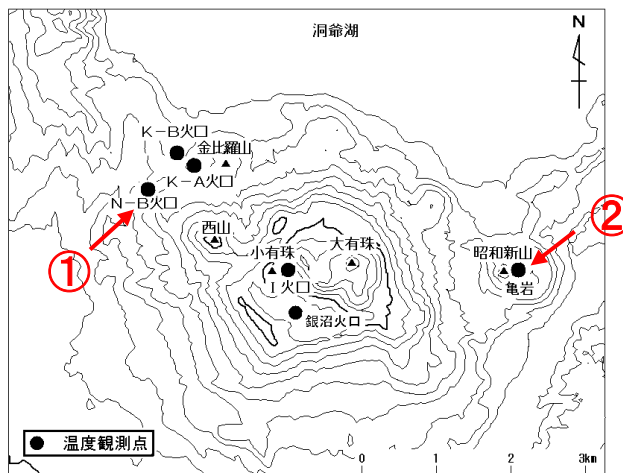 洞爺湖
N
K－B火口
金比羅山
K－A火口
N－B火口
②
①
西山
小有珠
大有珠
昭和新山
I火口
亀岩
銀沼火口
温度観測点
0 1 2 3km